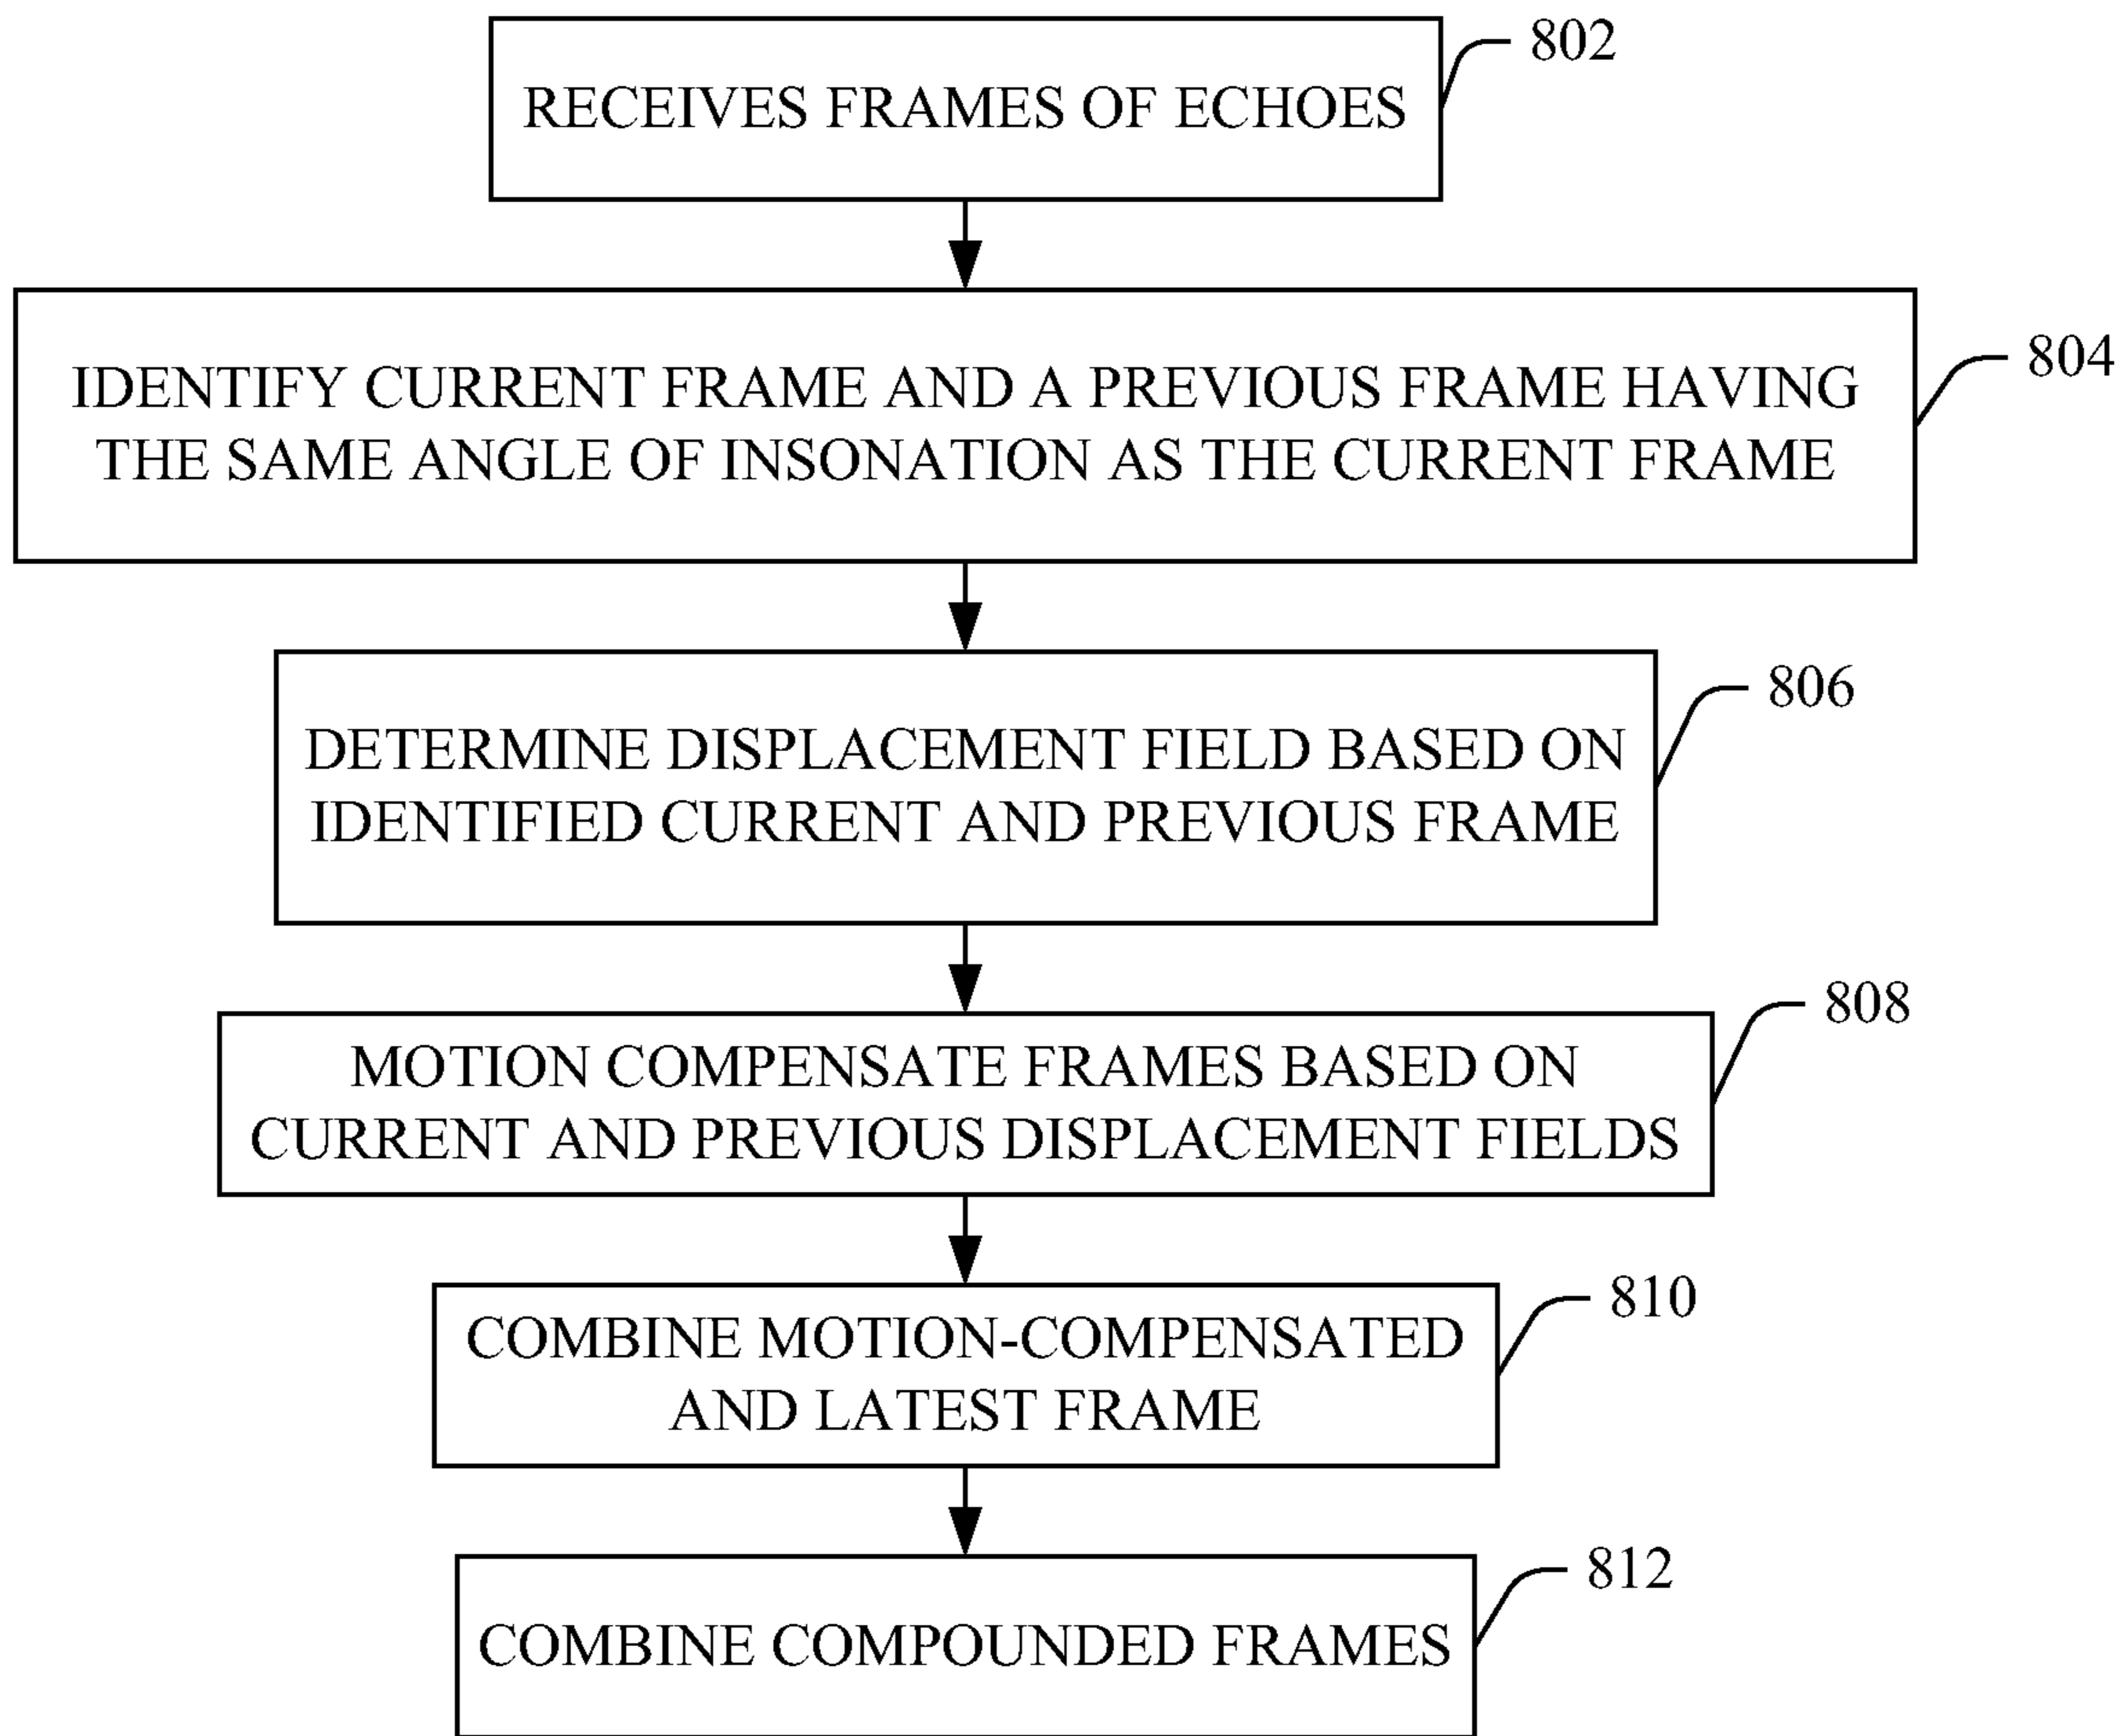 RECEIVES FRAMES OF ECHOES
802
IDENTIFY CURRENT FRAME AND A PREVIOUS FRAME HAVING
THE SAME ANGLE OF INSONATION AS THE CURRENT FRAME
804
DETERMINE DISPLACEMENT FIELD BASED ON
IDENTIFIED CURRENT AND PREVIOUS FRAME
806
MOTION COMPENSATE FRAMES BASED ON
CURRENT AND PREVIOUS DISPLACEMENT FIELDS
808
COMBINE MOTION-COMPENSATED
AND LATEST FRAME
810
COMBINE COMPOUNDED FRAMES
812